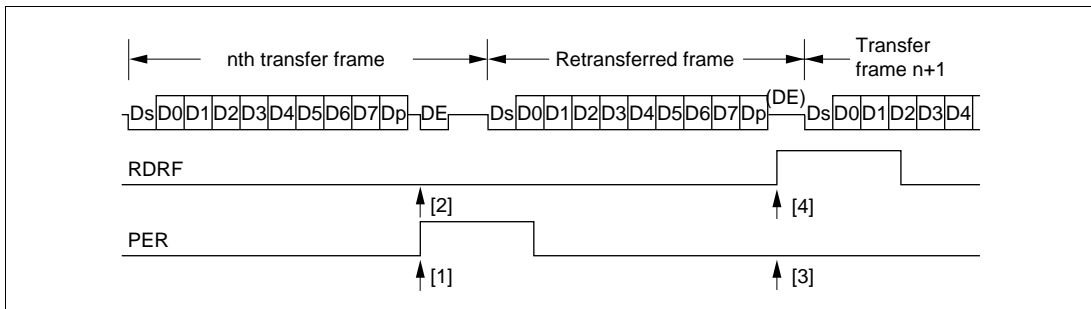 nth transfer frame
Retransferred frame
Transfer
frame n+1
Ds D0 D1 D2 D3 D4 D5 D6 D7 Dp DE Ds D0 D1 D2 D3 D4 D5 D6 D7 Dp (DE) Ds D0 D1 D2 D3 D4
RDRF
[2]
[4]
PER
[1]
[3]